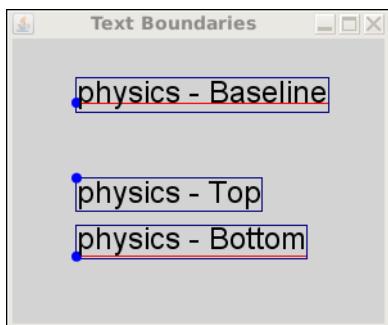 Text Boundaries
physics - Baseline
physics - Top
physics - Bottom